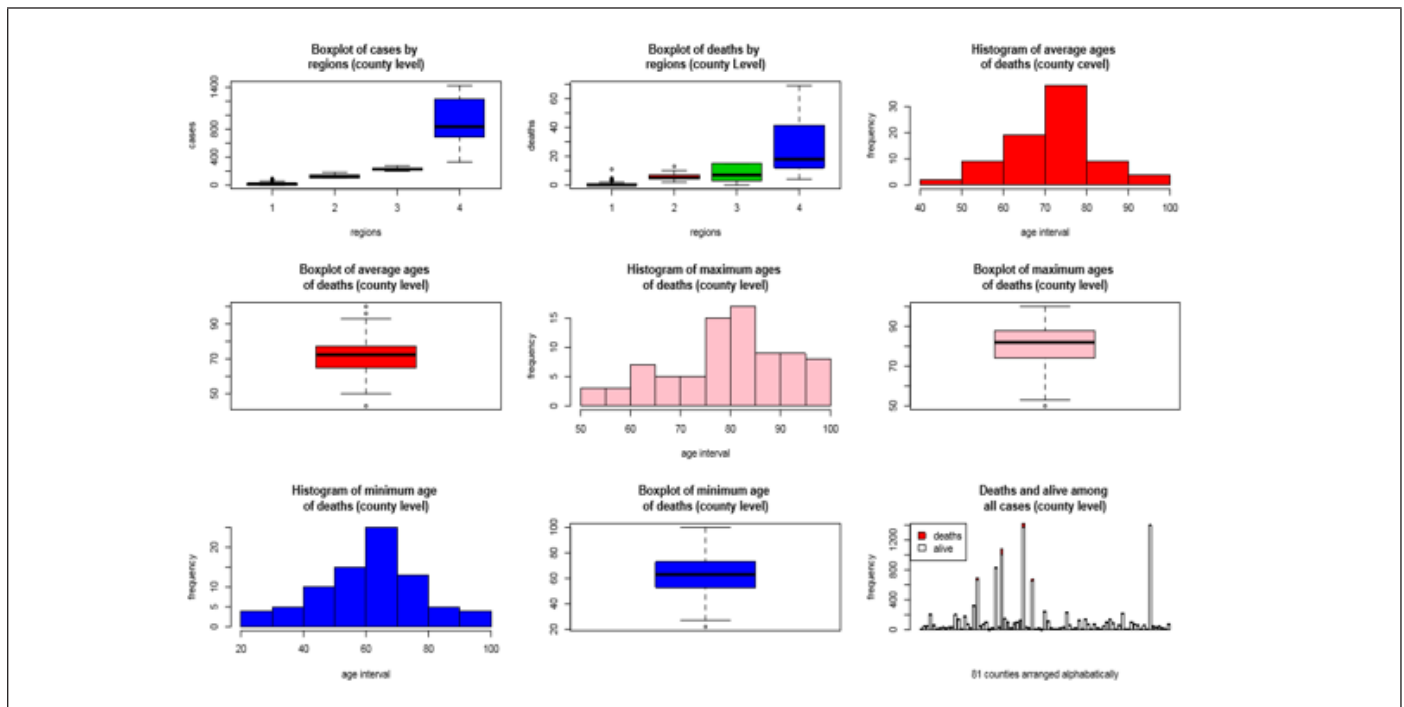 Boxplot of cases by
regions (county level)
cases
0
400
800
1400
1 2 3 4
regions
Boxplot of deaths by
regions (county Level)
deaths
0
20
40
60
1 2 3 4
regions
Histogram of average ages
of deaths (county cevel)
frequency
0
10
20
30
40 50 60 70 80 90 100
age interval
Boxplot of average ages
of deaths (county level)
50
70
90
Histogram of maximum ages
of deaths (county level)
frequency
0
5
10
15
50 60 70 80 90 100
age interval
Boxplot of maximum ages
of deaths (county level)
50
70
90
Histogram of minimum age
of deaths (county level)
frequency
0
5
10
20
20 40 60 80 100
age interval
Boxplot of minimum age
of deaths (county level)
20
40
60
80
100
Deaths and alive among
all cases (county level)
deaths
alive
frequency
0
400
800
1200
81 counties arranged alphabatically